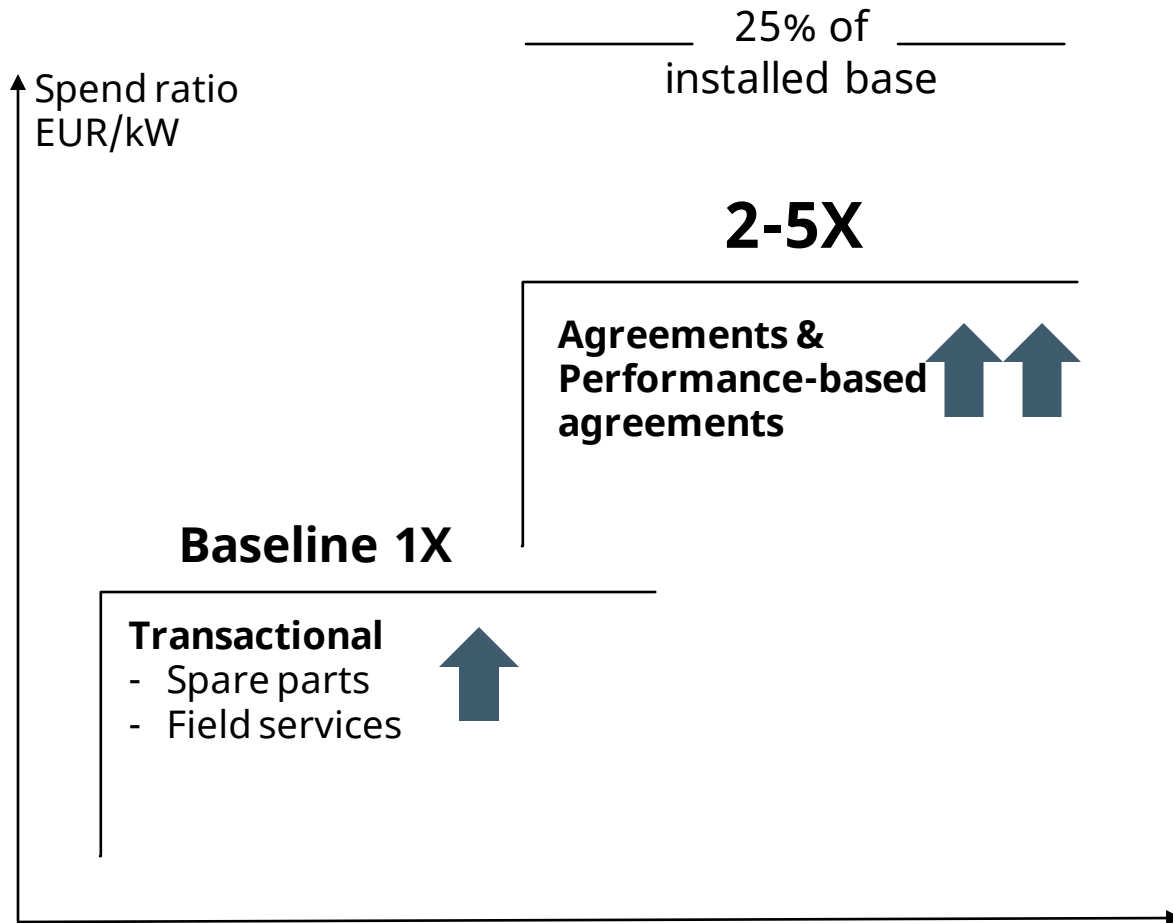 25% of
installed base
Spend ratio
EUR/kW
2-5X
Agreements &
Performance-based
agreements
Baseline 1X
Transactional
- Spare parts
- Field services